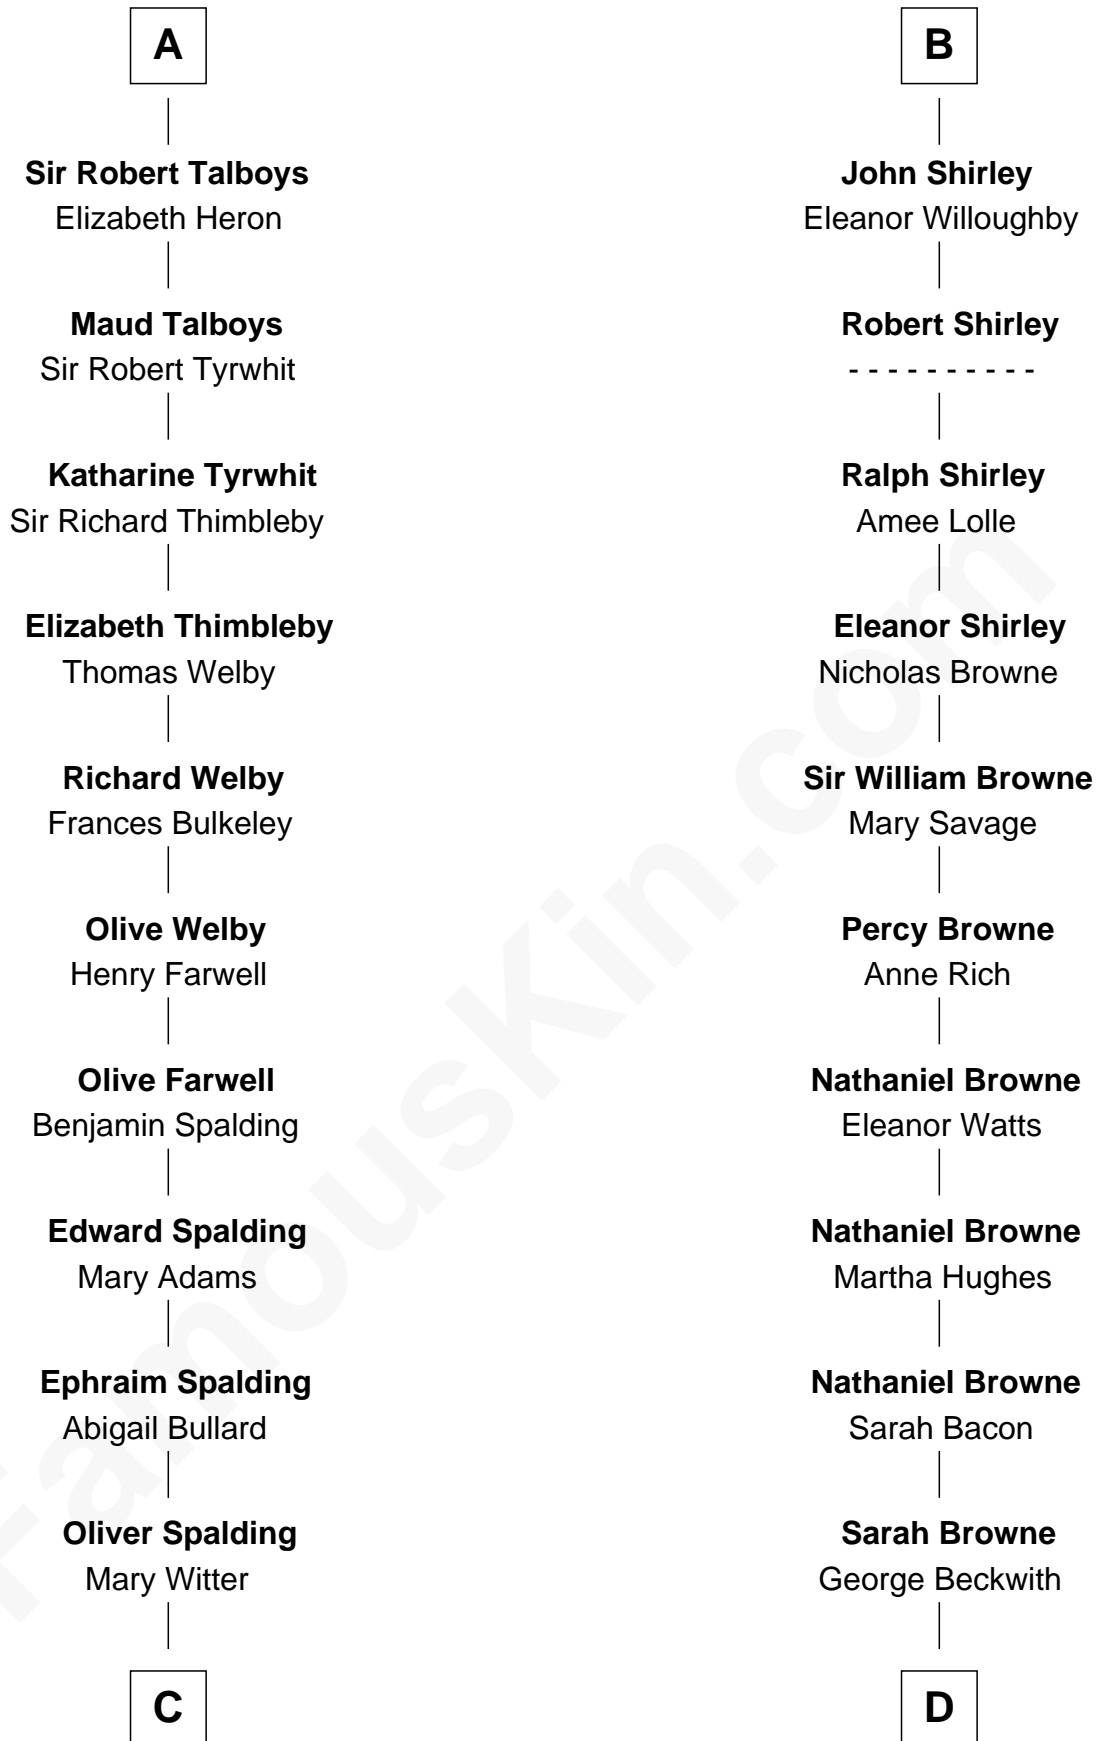 A
Sir Robert Talboys
Elizabeth Heron
Maud Talboys
Sir Robert Tyrwhit
Katharine Tyrwhit
Sir Richard Thimbleby
Elizabeth Thimbleby
Thomas Welby
Richard Welby
Frances Bulkeley
Olive Welby
Henry Farwell
Olive Farwell
Benjamin Spalding
Edward Spalding
Mary Adams
Ephraim Spalding
Abigail Bullard
Oliver Spalding
Mary Witter
C
B
John Shirley
Eleanor Willoughby
Robert Shirley
- - - - - - - - - -
Ralph Shirley
Amee Lolle
Eleanor Shirley
Nicholas Browne
Sir William Browne
Mary Savage
Percy Browne
Anne Rich
Nathaniel Browne
Eleanor Watts
Nathaniel Browne
Martha Hughes
Nathaniel Browne
Sarah Bacon
Sarah Browne
George Beckwith
D
FamousKin.com